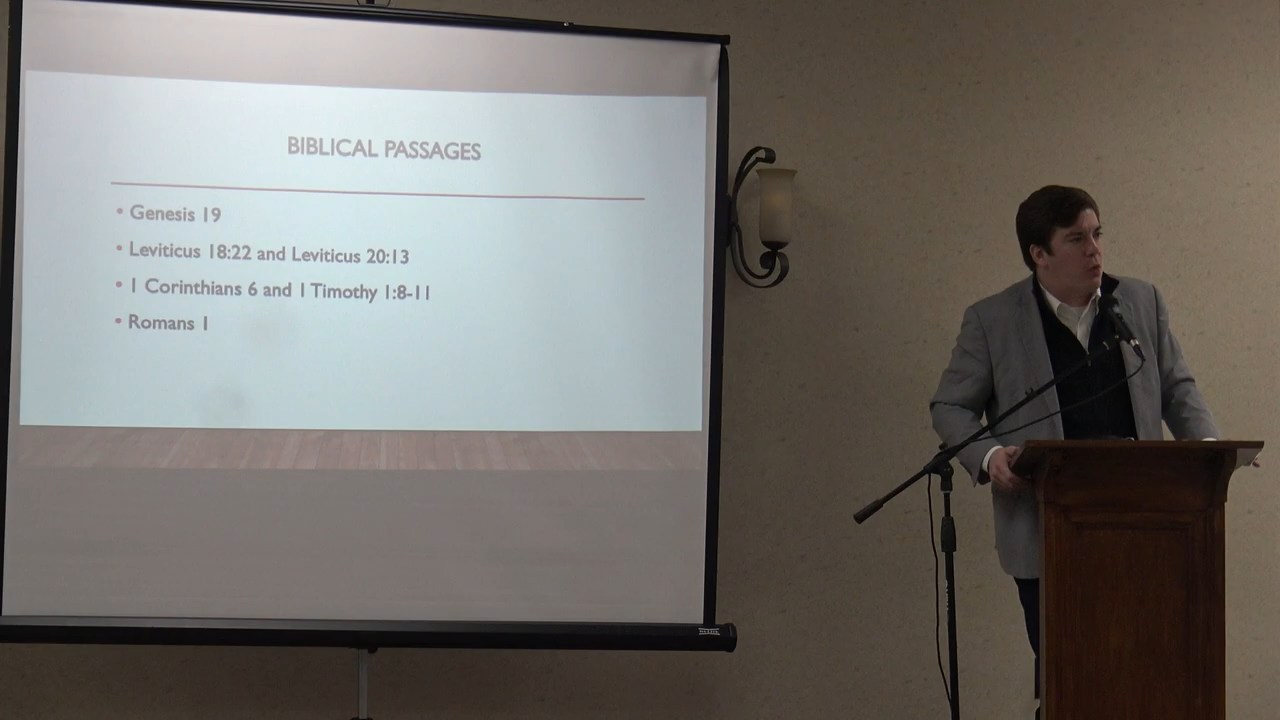 BIBLICAL PASSAGES
• Genesis 19
• Leviticus 18:22 and Leviticus 20:13
• 1 Corinthians 6 and 1 Timothy 1:8-11
• Romans 1